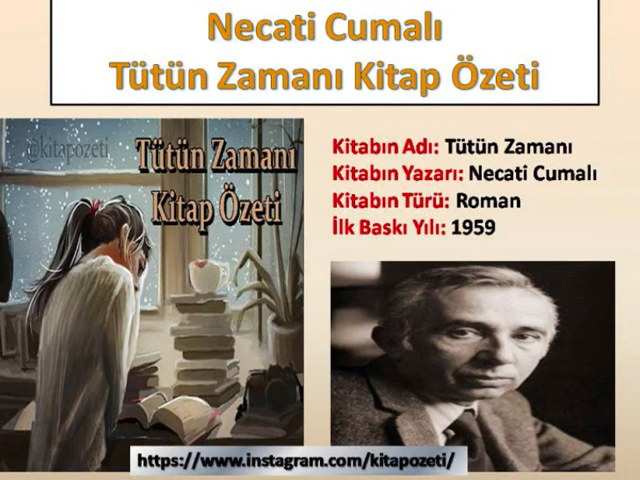 Necati Cumalı
Tütün Zamanı Kitap Özeti
@kitapozeti
Tütün Zamanı
Kitap Özeti
Kitabın Adı: Tütün Zamanı
Kitabın Yazarı: Necati Cumalı
Kitabın Türü: Roman
İlk Baskı Yılı: 1959
https://www.instagram.com/kitapozeti/